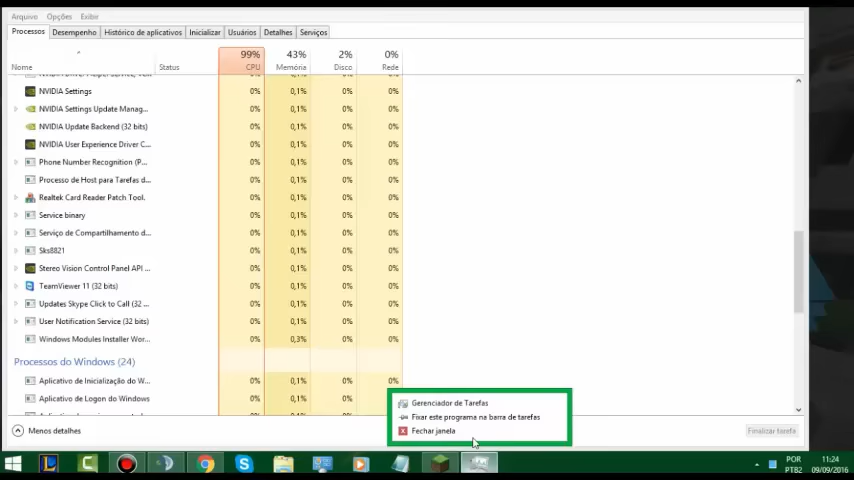 Arquivo Opções Exibir
Processos Desempenho Histórico de aplicativos Inicializar Usuários Detalhes Serviços
99% 43% 2% 0%
Nome Status CPU Memória Disco Rede
0% 0,1% 0% 0%
NVIDIA Settings 0% 0,1% 0% 0%
NVIDIA Settings Update Manag... 0% 0,1% 0% 0%
NVIDIA Update Backend (32 bits) 0% 0,1% 0% 0%
NVIDIA User Experience Driver C... 0% 0,1% 0% 0%
Phone Number Recognition (P... 0% 0,1% 0% 0%
Processo de Host para Tarefas d... 0% 0,1% 0% 0%
Realtek Card Reader Patch Tool. 0% 0,1% 0% 0%
Service binary 0% 0,1% 0% 0%
Serviço de Compartilhamento d... 0% 0,1% 0% 0%
Sks8821 0% 0,1% 0% 0%
Stereo Vision Control Panel API ... 0% 0,1% 0% 0%
TeamViewer 11 (32 bits) 0% 0,1% 0% 0%
Updates Skype Click to Call (32 ... 0% 0,1% 0% 0%
User Notification Service (32 bits) 0% 0,1% 0% 0%
Windows Modules Installer Wor... 0% 0,3% 0% 0%
Processos do Windows (24)
Aplicativo de Inicialização do W... 0% 0,1% 0% 0%
Aplicativo de Logon do Windows 0% 0,1% 0%
Gerenciador de Tarefas
Fixar este programa na barra de tarefas
Fechar janela
Menos detalhes Finalizar tarefa
POR 11:24
PTB2 09/09/2016